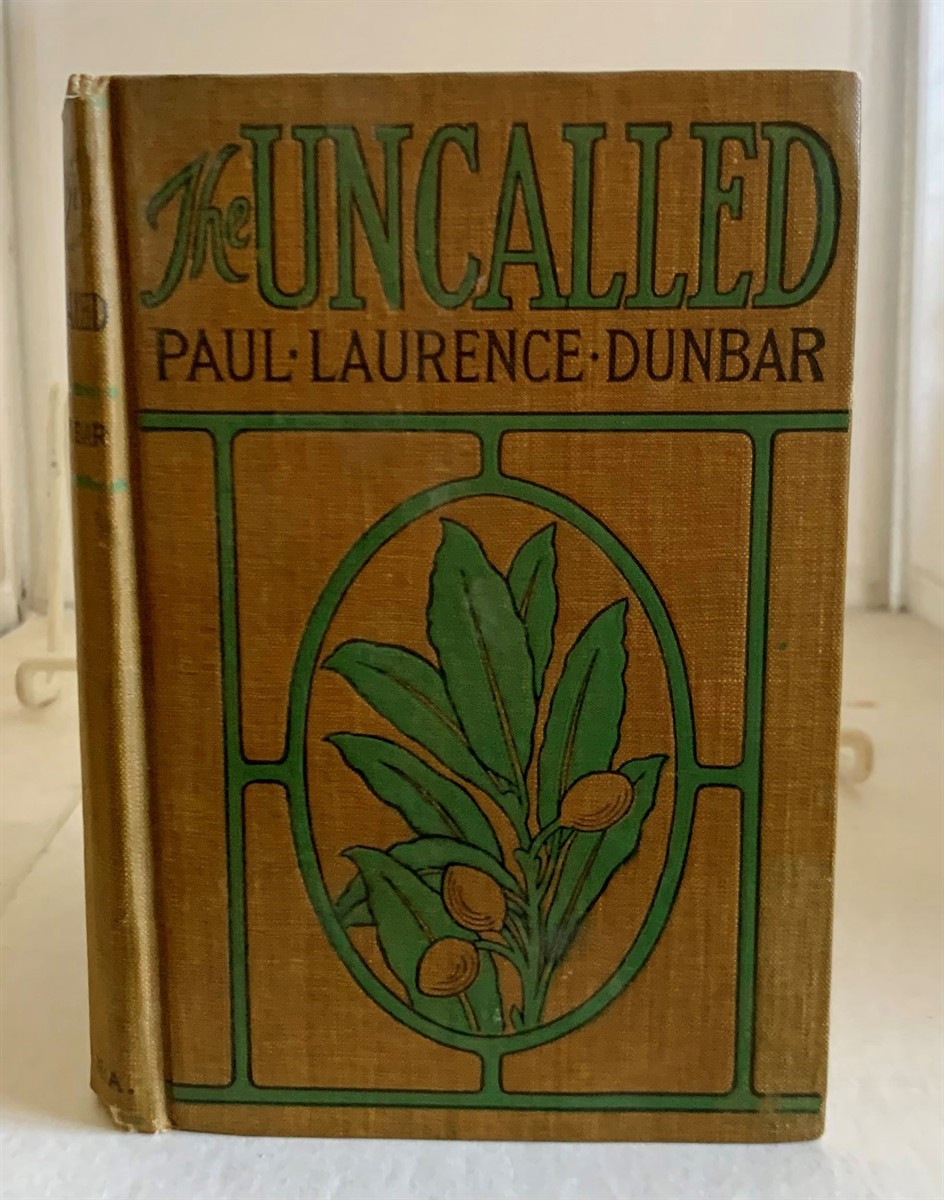 The UNCALLED
PAUL · LAURENCE · DUNBAR